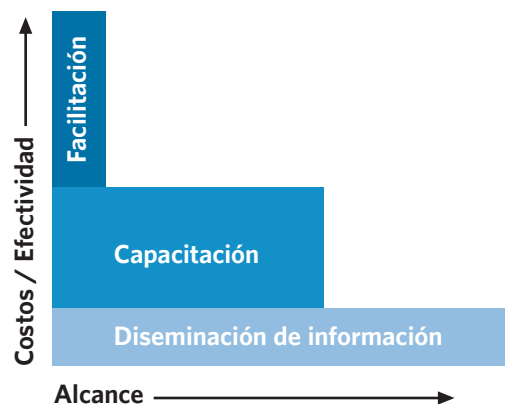 Costos / Efectividad
Facilitación
Capacitación
Diseminación de información
Alcance